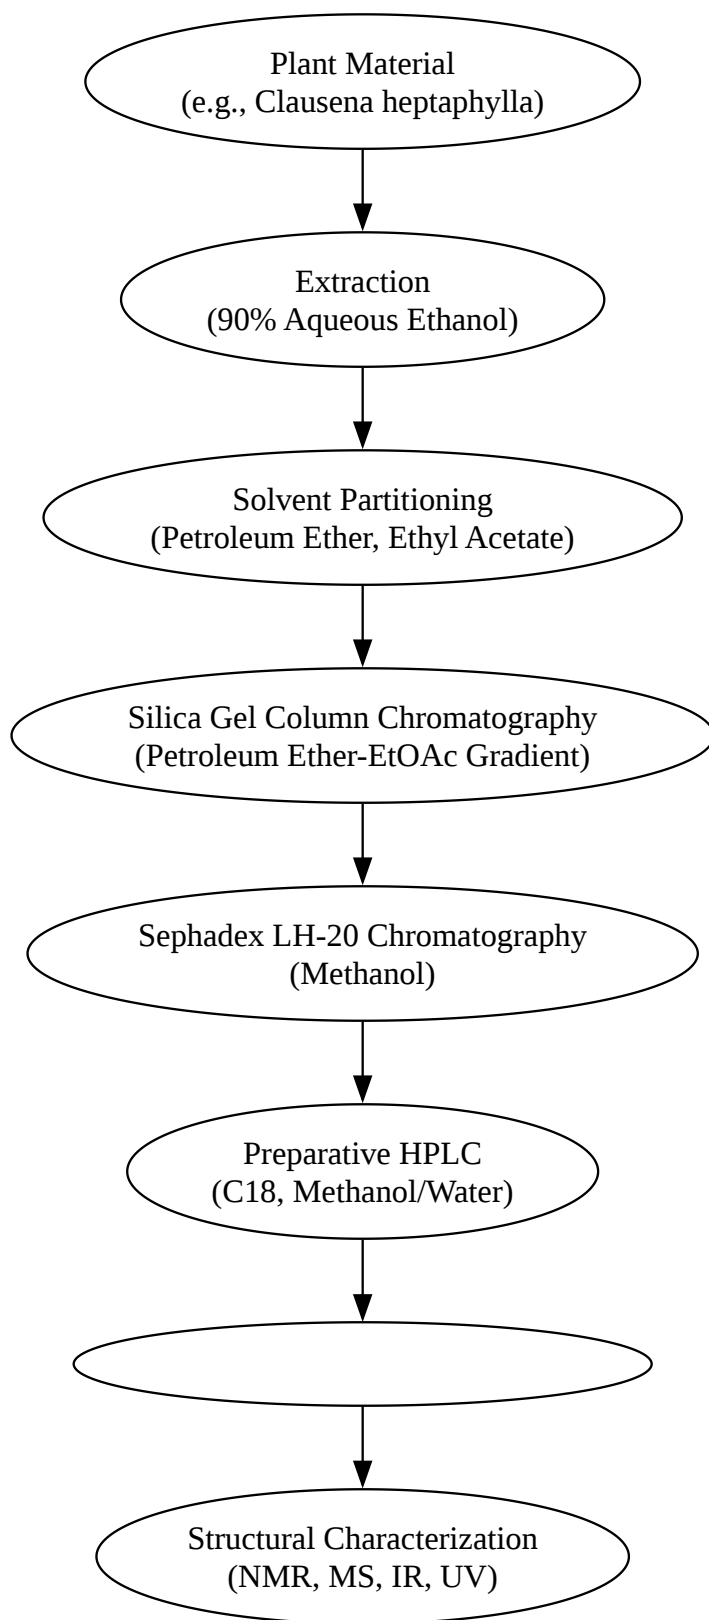 Plant Material
(e.g., Clausena heptaphylla)
Extraction
(90% Aqueous Ethanol)
Solvent Partitioning
(Petroleum Ether, Ethyl Acetate)
Silica Gel Column Chromatography
(Petroleum Ether-EtOAc Gradient)
Sephadex LH-20 Chromatography
(Methanol)
Preparative HPLC
(C18, Methanol/Water)
Structural Characterization
(NMR, MS, IR, UV)